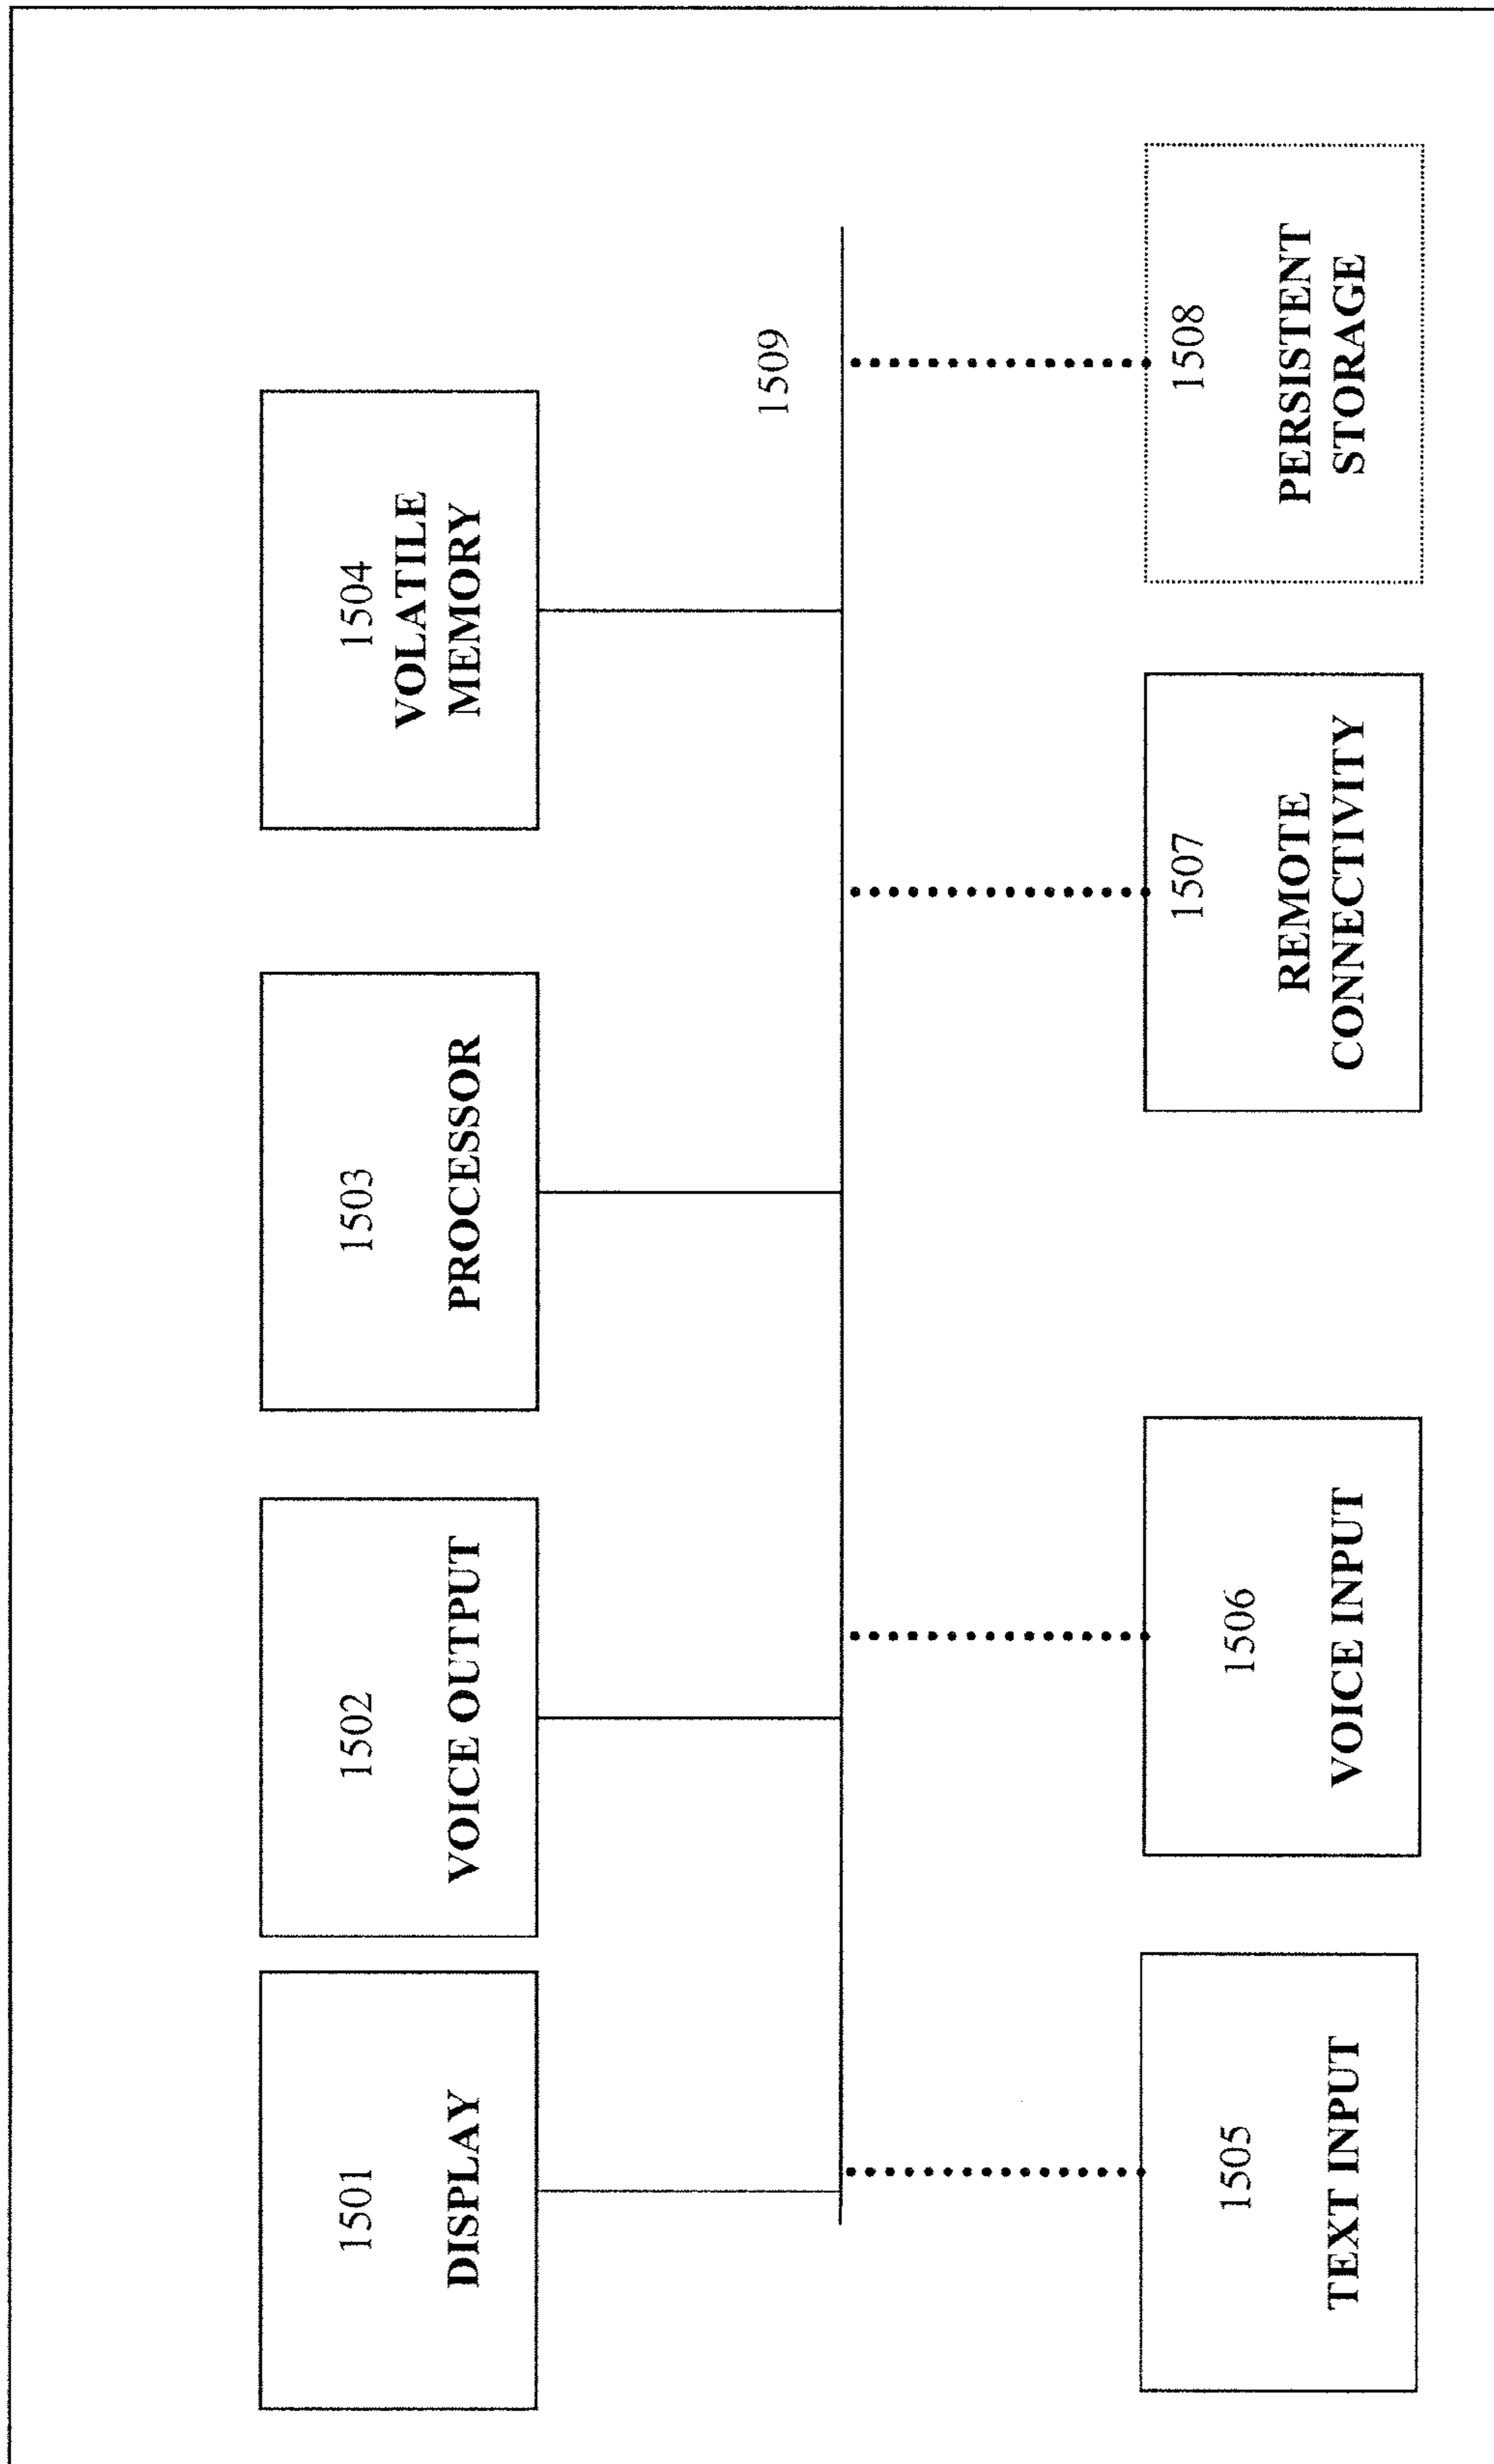 1501
DISPLAY
1502
VOICE OUTPUT
1503
PROCESSOR
1504
VOLATILE
MEMORY
1509
1505
TEXT INPUT
1506
VOICE INPUT
1507
REMOTE
CONNECTIVITY
1508
PERSISTENT
STORAGE